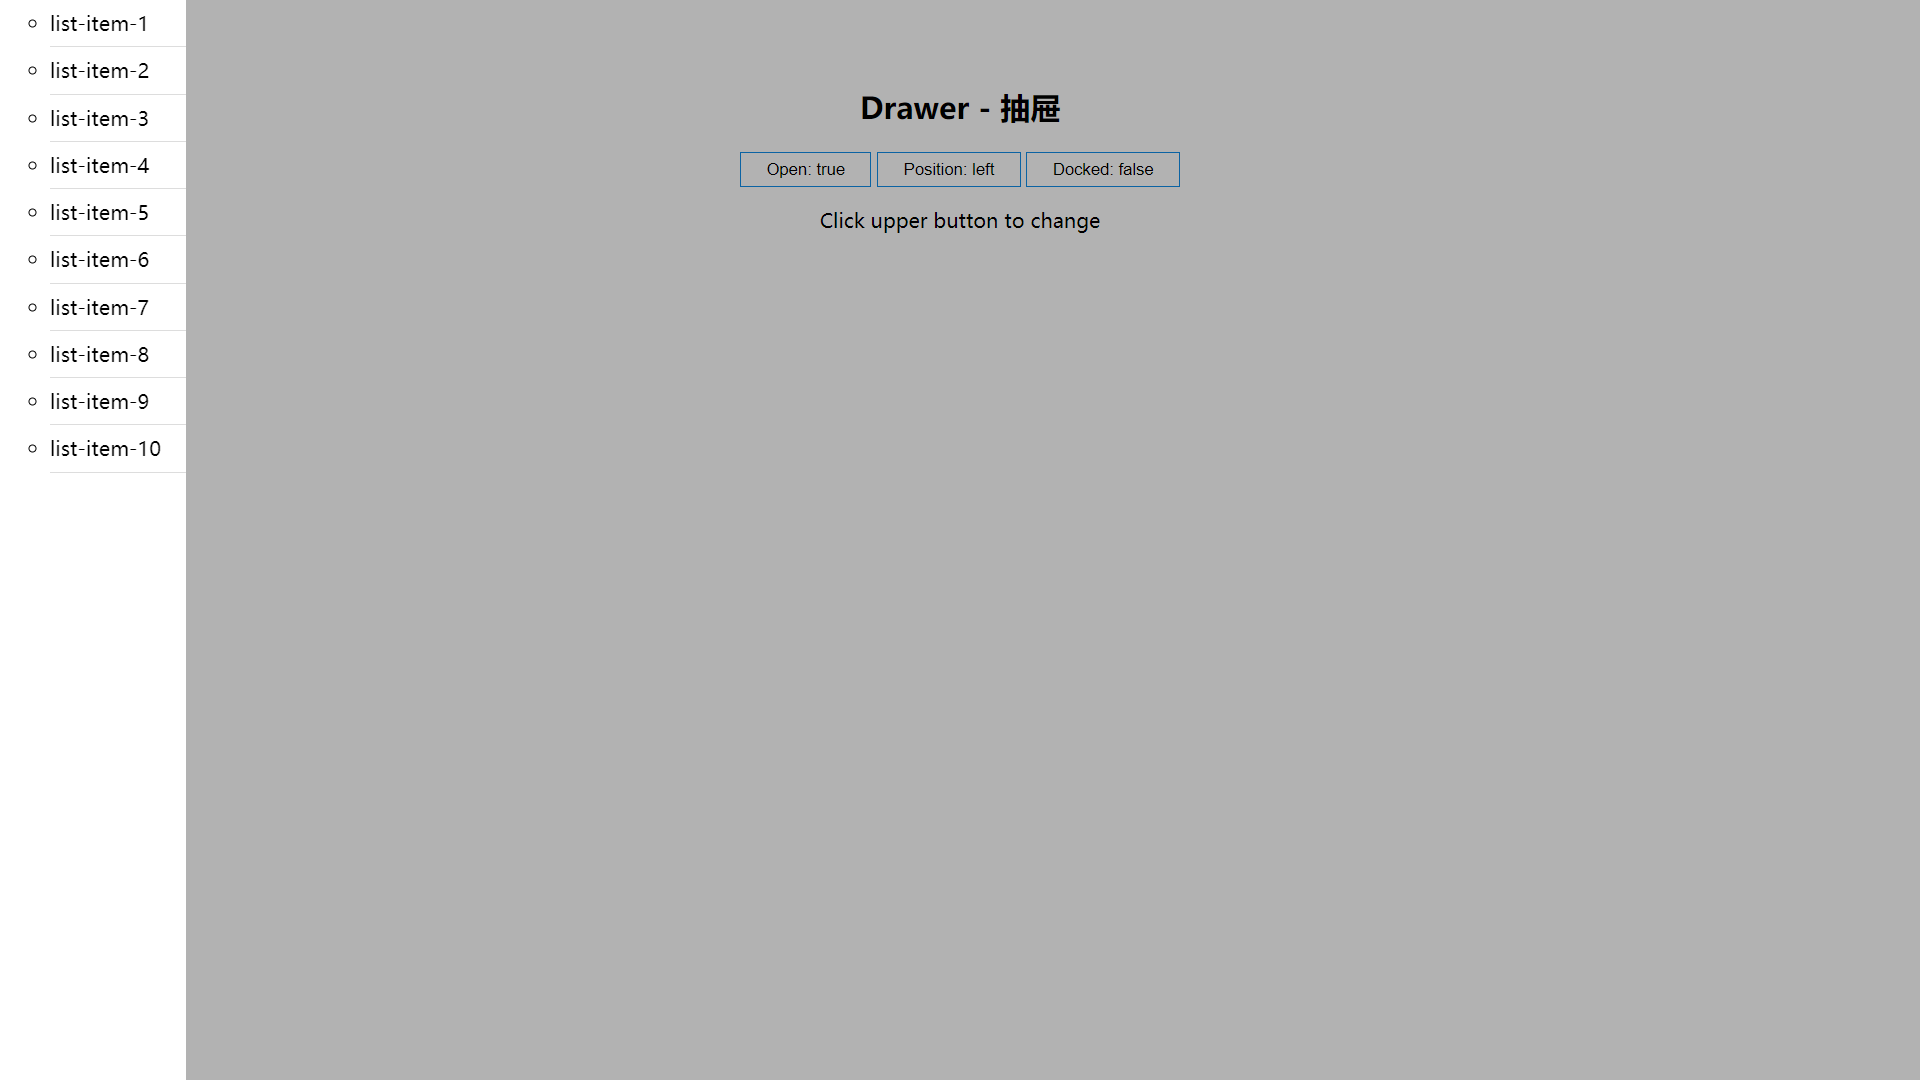 list-item-1
list-item-2
list-item-3
list-item-4
list-item-5
list-item-6
list-item-7
list-item-8
list-item-9
list-item-10
Drawer - 抽屉
Open: true
Position: left
Docked: false
Click upper button to change